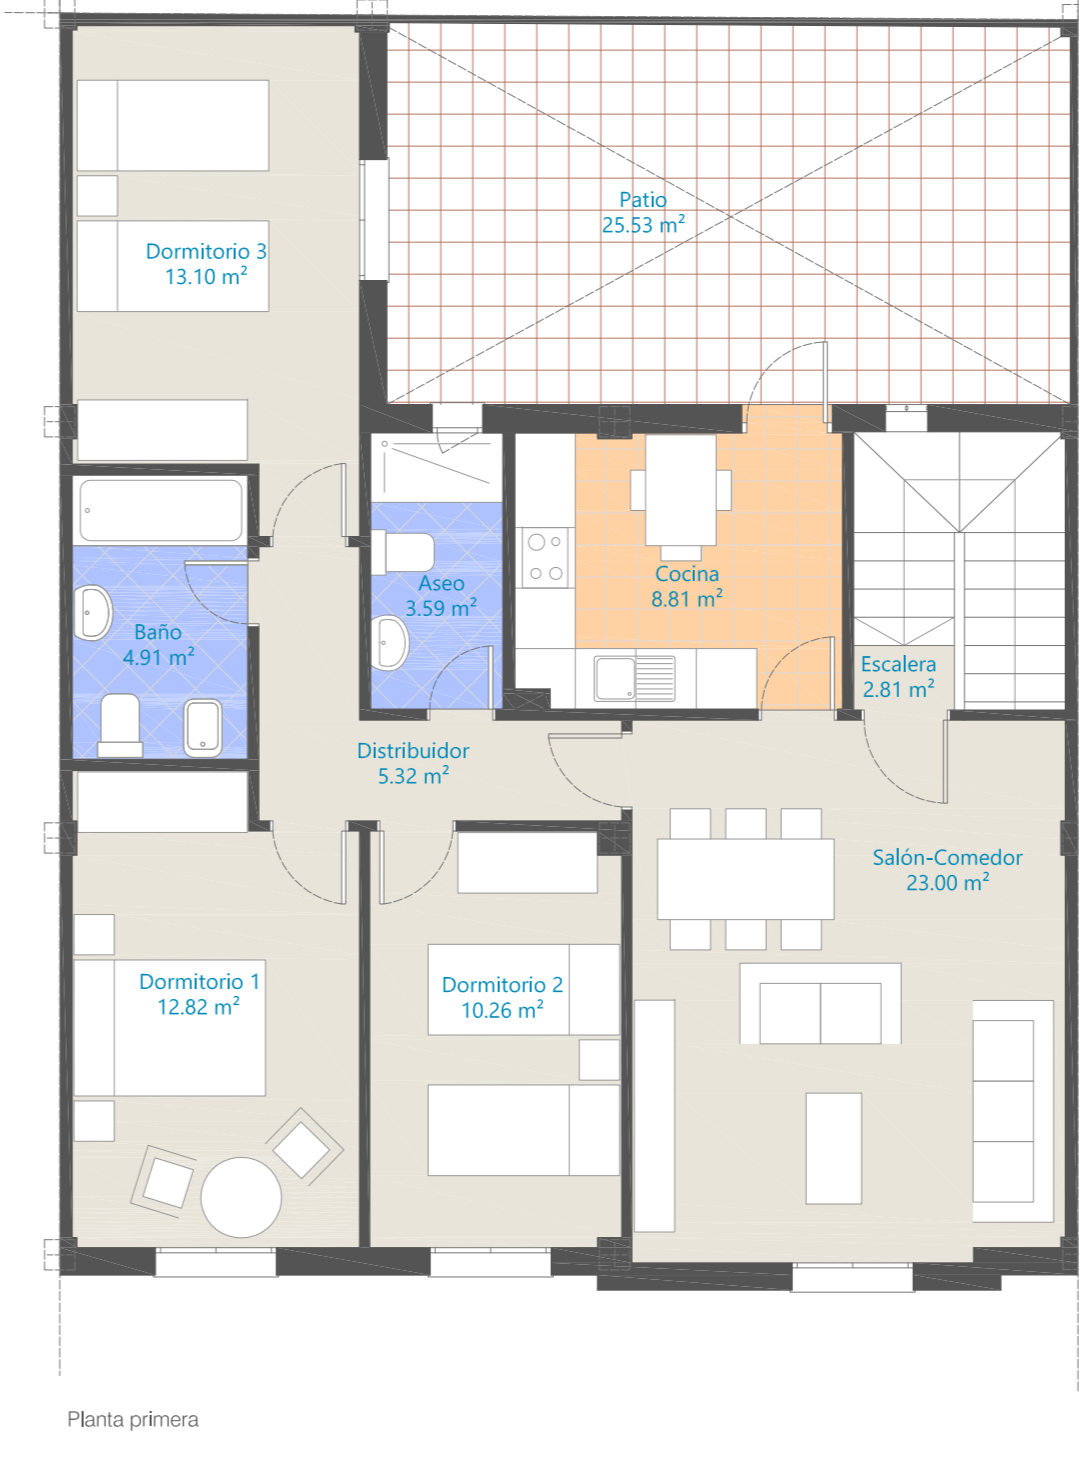 Patio
25.53 m²
Dormitorio 3
13.10 m²
Cocina
8.81 m²
Aseo
3.59 m²
Baño
4.91 m²
Escalera
2.81 m²
Distribuidor
5.32 m²
Salón-Comedor
23.00 m²
Dormitorio 1
12.82 m²
Dormitorio 2
10.26 m²
Planta primera